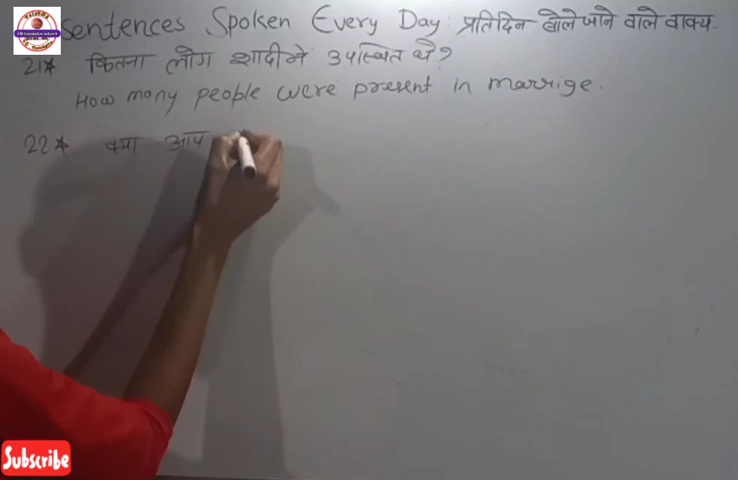 Sentences Spoken Every Day : प्रतिदिन बोले जाने वाले वाक्य
21* कितना लोग शादी मे उपस्थित थे?
How many people were present in marrige.
22* क्या आप
Subscribe